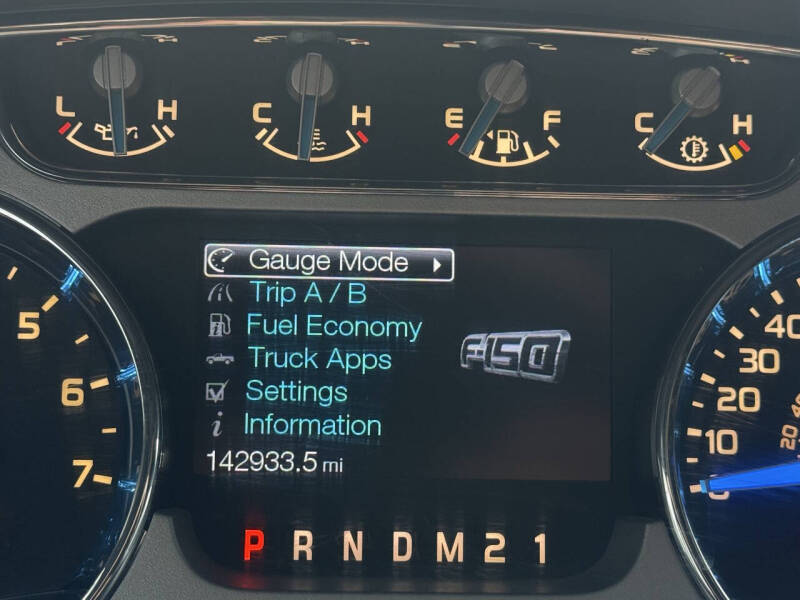 L H C H E F C H
Gauge Mode
Trip A / B
Fuel Economy
Truck Apps
Settings
Information
142933.5 mi
F-150
5
6
7
40
30
20
10
0
20
P R N D M 2 1